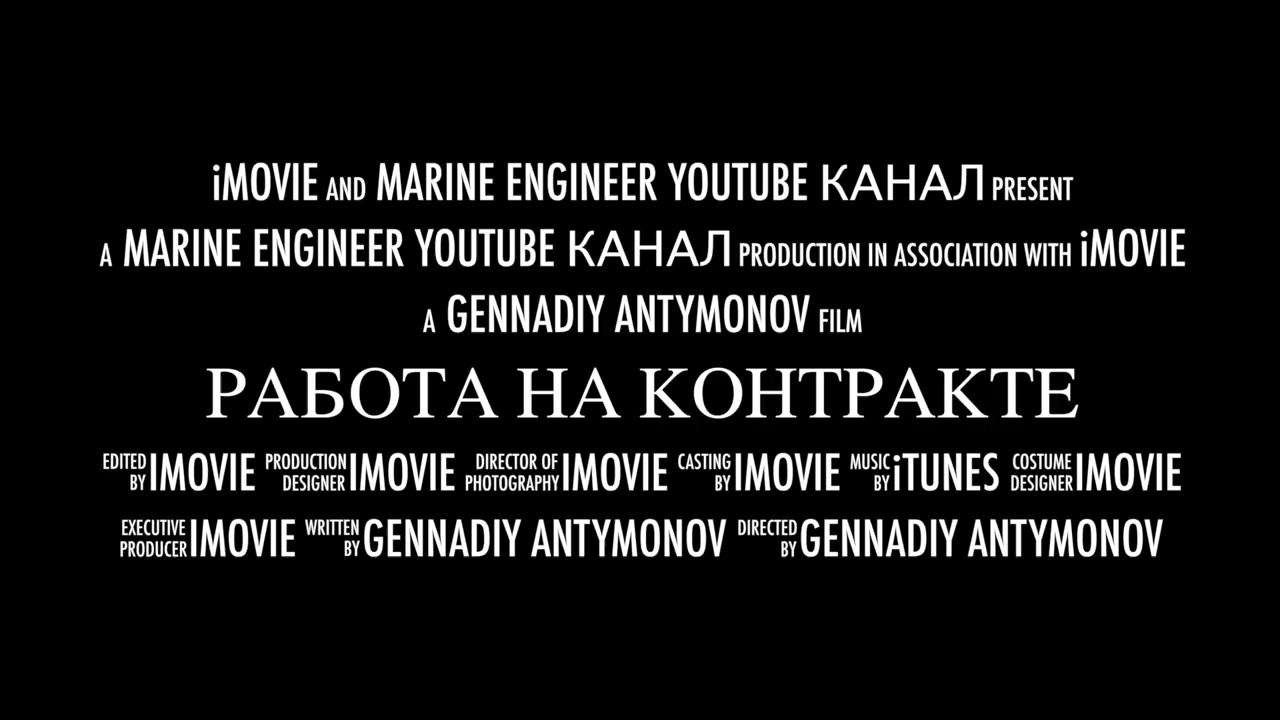 iMOVIE AND MARINE ENGINEER YOUTUBE КАНАЛ PRESENT
A MARINE ENGINEER YOUTUBE КАНАЛ PRODUCTION IN ASSOCIATION WITH iMOVIE
A GENNADIY ANTYMONOV FILM
РАБОТА НА КОНТРАКТЕ
EDITED BY IMOVIE PRODUCTION DESIGNER IMOVIE DIRECTOR OF PHOTOGRAPHY IMOVIE CASTING BY IMOVIE MUSIC BY iTUNES COSTUME DESIGNER IMOVIE
EXECUTIVE PRODUCER IMOVIE WRITTEN BY GENNADIY ANTYMONOV DIRECTED BY GENNADIY ANTYMONOV